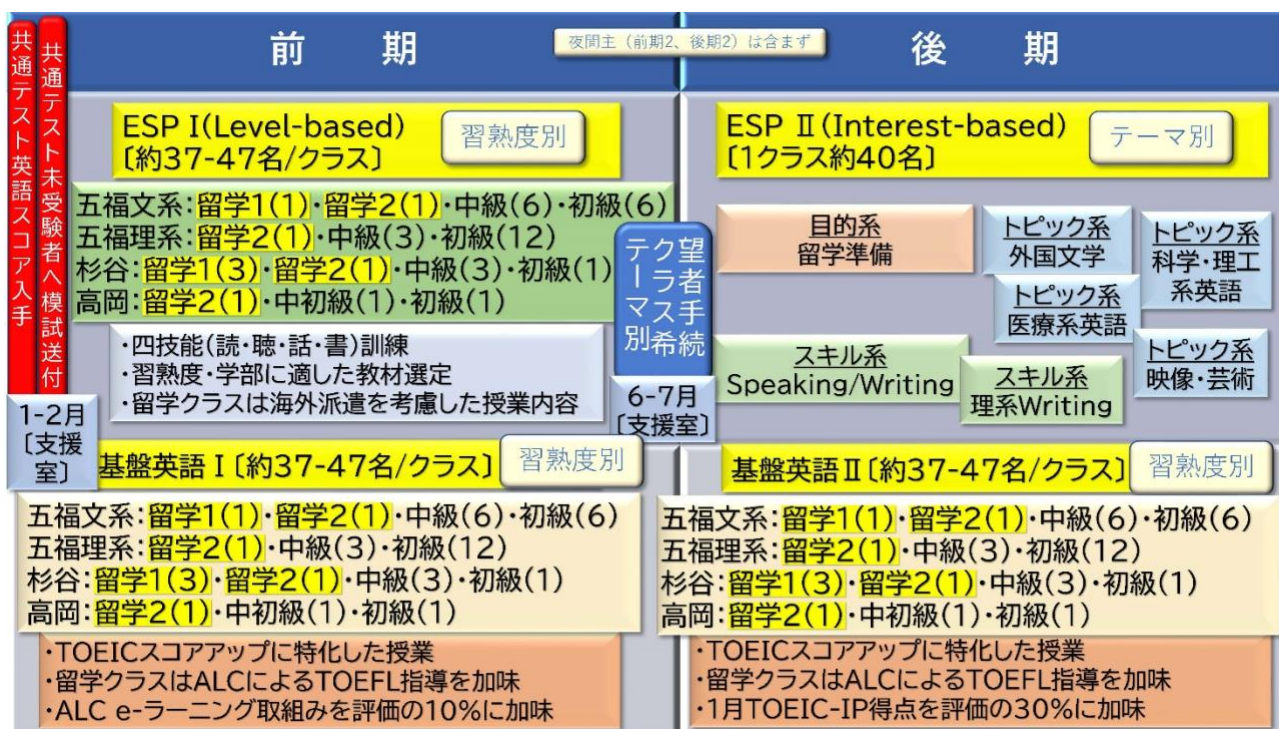 共通テスト英語スコア入手
共通テスト未受験者へ模試送付
1-2月
〔支援
室〕
前　期
夜間主（前期2、後期2）は含まず
後　期
ESP I(Level-based)
〔約37-47名/クラス〕
習熟度別
五福文系:留学1(1)・留学2(1)・中級(6)・初級(6)
五福理系:留学2(1)・中級(3)・初級(12)
杉谷:留学1(3)・留学2(1)・中級(3)・初級(1)
高岡:留学2(1)・中初級(1)・初級(1)
・四技能(読・聴・話・書)訓練
・習熟度・学部に適した教材選定
・留学クラスは海外派遣を考慮した授業内容
テーマ別
クラス希
望者手続
6-7月
〔支援室〕
ESP Ⅱ(Interest-based)
〔1クラス約40名〕
テーマ別
目的系
留学準備
トピック系
外国文学
トピック系
科学・理工
系英語
トピック系
医療系英語
スキル系
Speaking/Writing
スキル系
理系Writing
トピック系
映像・芸術
基盤英語Ⅰ〔約37-47名/クラス〕
習熟度別
五福文系:留学1(1)・留学2(1)・中級(6)・初級(6)
五福理系:留学2(1)・中級(3)・初級(12)
杉谷:留学1(3)・留学2(1)・中級(3)・初級(1)
高岡:留学2(1)・中初級(1)・初級(1)
・TOEICスコアアップに特化した授業
・留学クラスはALCによるTOEFL指導を加味
・ALC e-ラーニング取組みを評価の10%に加味
基盤英語Ⅱ〔約37-47名/クラス〕
習熟度別
五福文系:留学1(1)・留学2(1)・中級(6)・初級(6)
五福理系:留学2(1)・中級(3)・初級(12)
杉谷:留学1(3)・留学2(1)・中級(3)・初級(1)
高岡:留学2(1)・中初級(1)・初級(1)
・TOEICスコアアップに特化した授業
・留学クラスはALCによるTOEFL指導を加味
・1月TOEIC-IP得点を評価の30%に加味